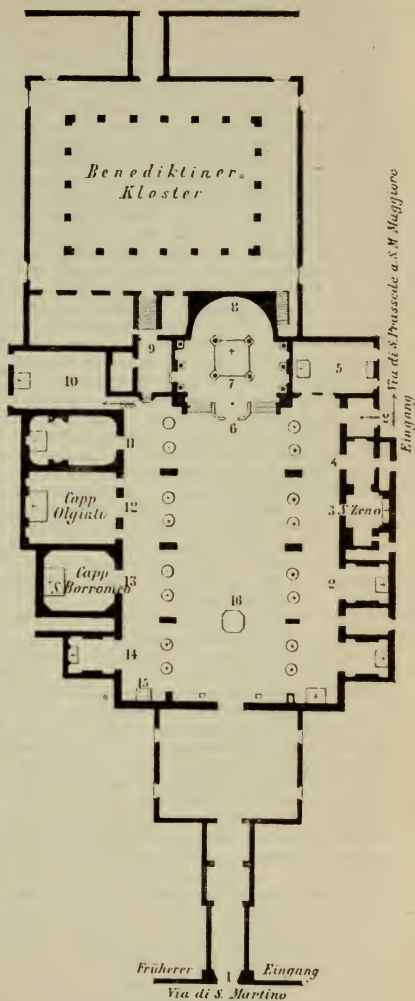 Benediktiner-
Kloster
Via di S. Prassede a. S. M. Maggiore
Eingang
8
9
7
5
10
6
4
11
Capp
Olgiati
12
3 S. Zeno
Capp
S. Borromeo
13
2
16
14
15
Früherer
1
Eingang
Via di S. Martino